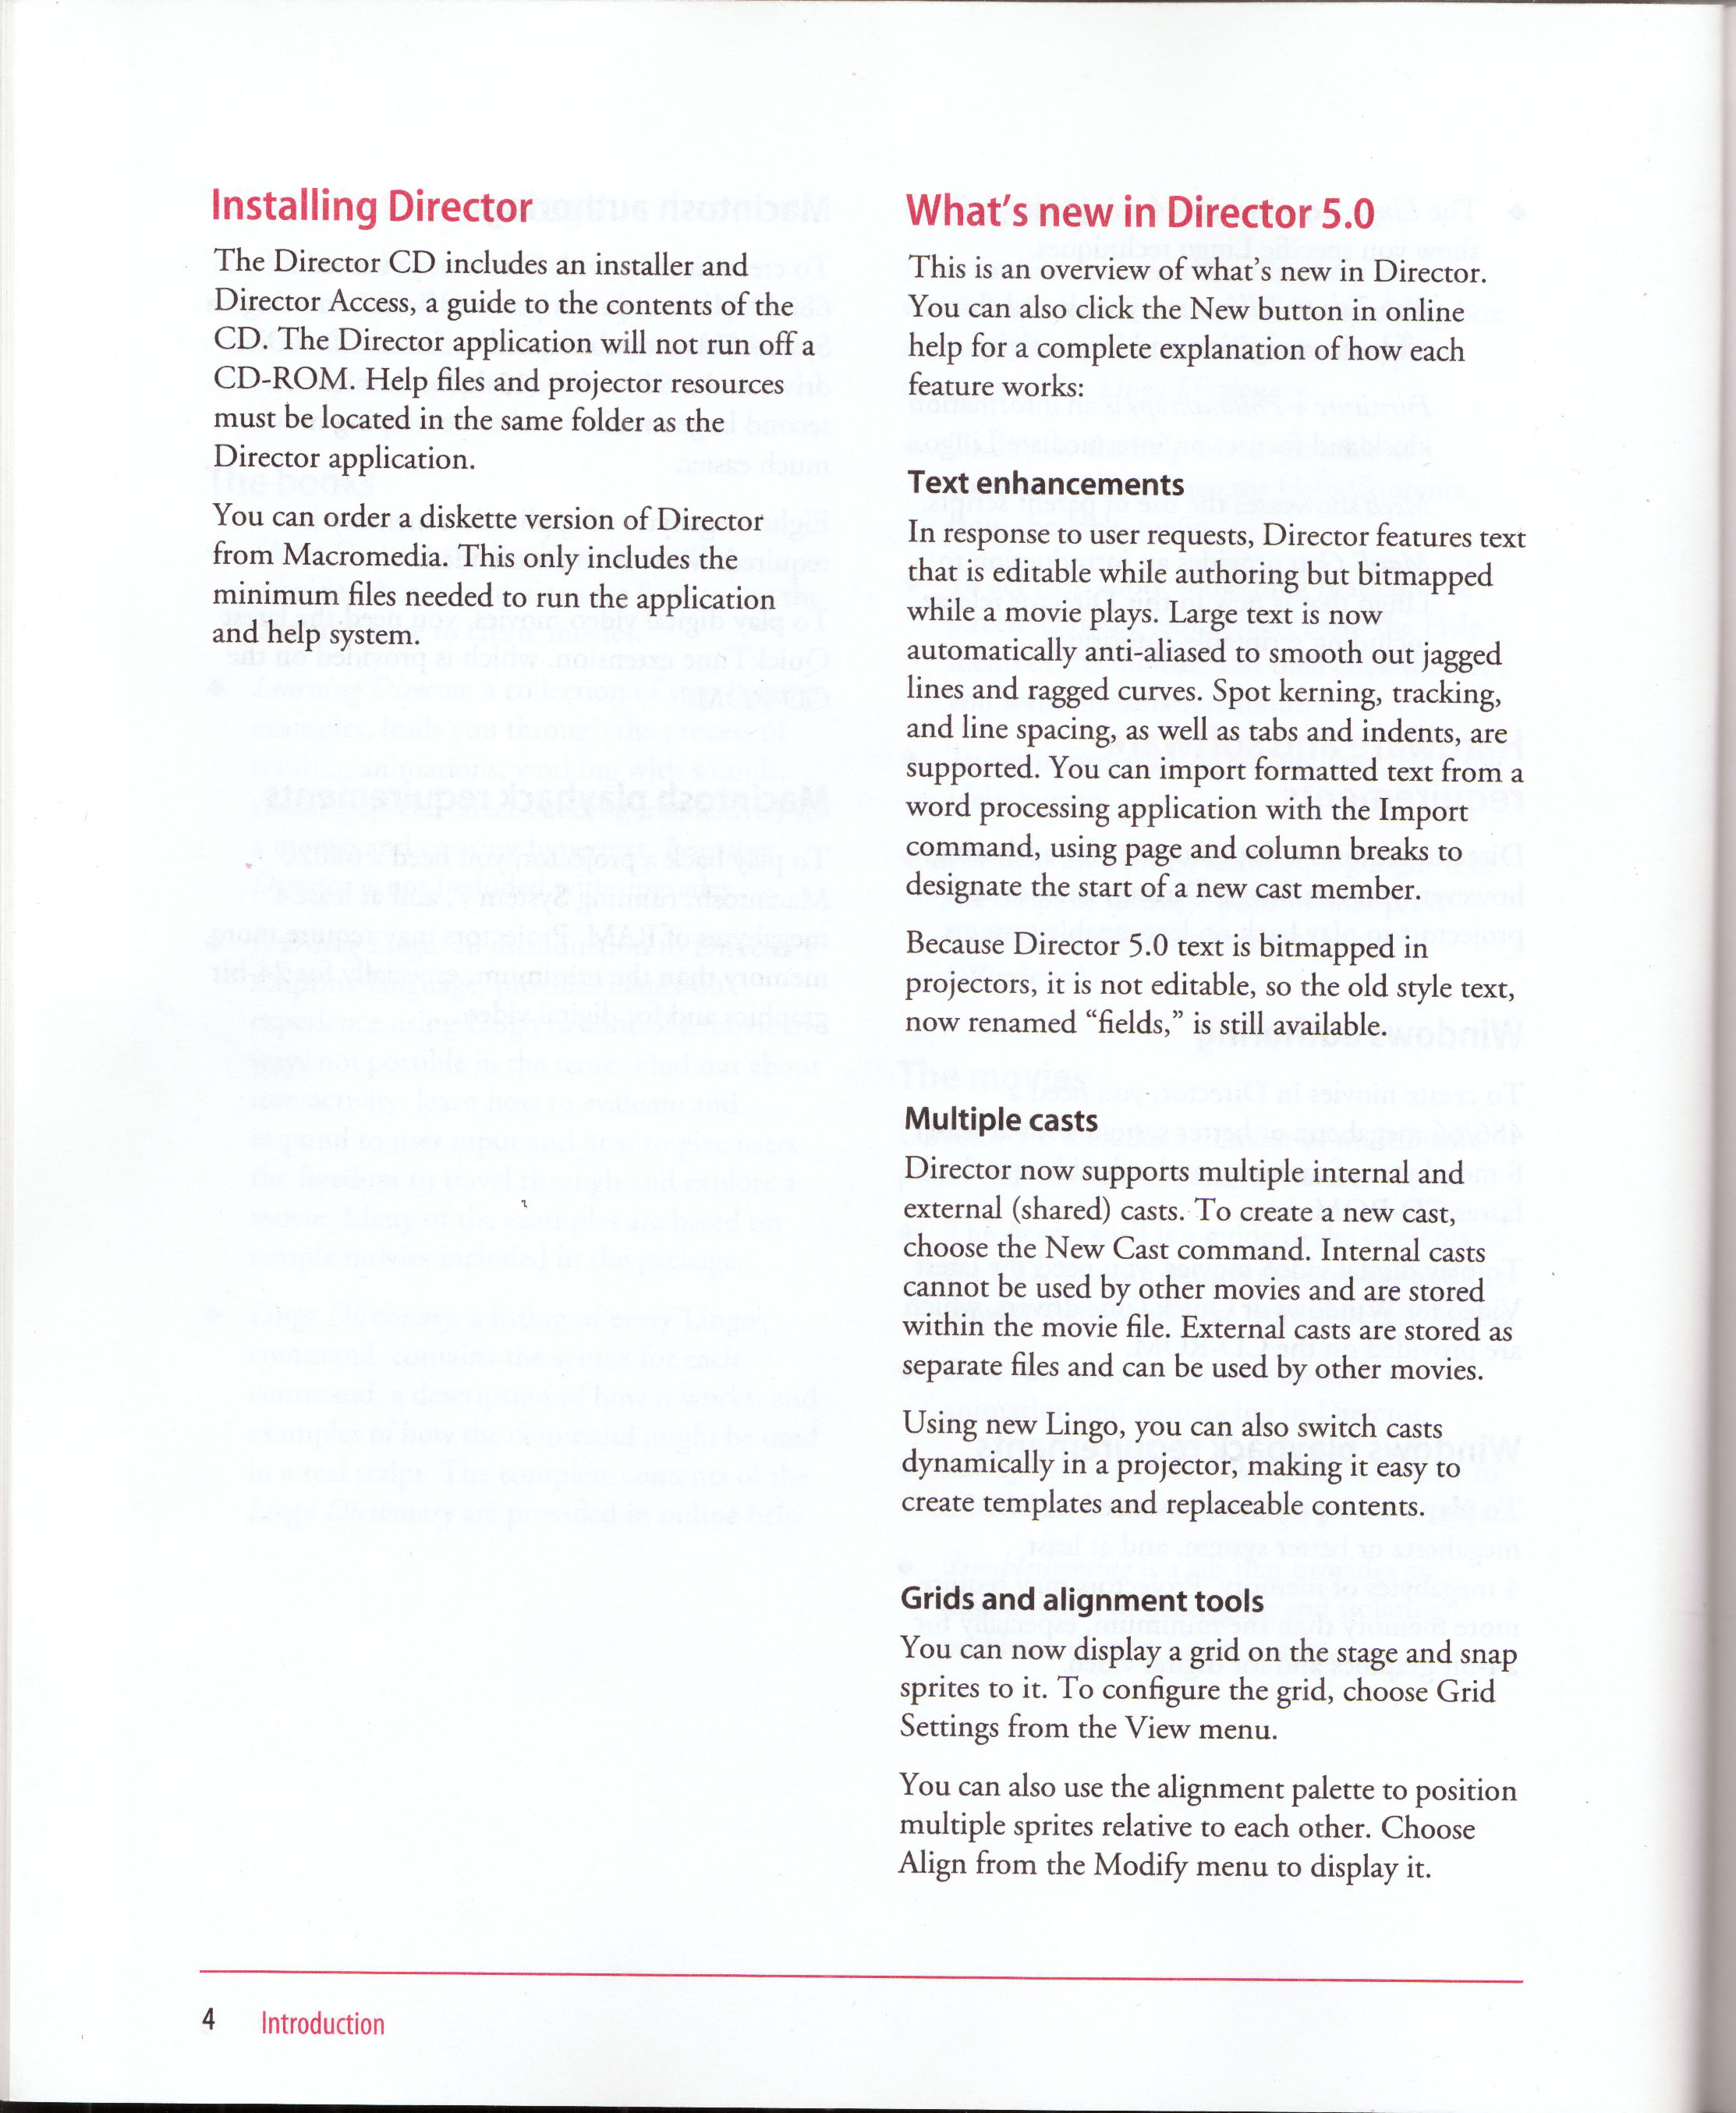 Installing Director
The Director CD includes an installer and
Director Access, a guide to the contents of the
CD. The Director application will not run off a
CD-ROM. Help files and projector resources
must be located in the same folder as the
Director application.
You can order a diskette version of Director
from Macromedia. This only includes the
minimum files needed to run the application
and help system.
What's new in Director 5.0
This is an overview of what's new in Director.
You can also click the New button in online
help for a complete explanation of how each
feature works:
Text enhancements
In response to user requests, Director features text
that is editable while authoring but bitmapped
while a movie plays. Large text is now
automatically anti-aliased to smooth out jagged
lines and ragged curves. Spot kerning, tracking,
and line spacing, as well as tabs and indents, are
supported. You can import formatted text from a
word processing application with the Import
command, using page and column breaks to
designate the start of a new cast member.
Because Director 5.0 text is bitmapped in
projectors, it is not editable, so the old style text,
now renamed “fields,” is still available.
Multiple casts
Director now supports multiple internal and
external (shared) casts. To create a new cast,
choose the New Cast command. Internal casts
cannot be used by other movies and are stored
within the movie file. External casts are stored as
separate files and can be used by other movies.
Using new Lingo, you can also switch casts
dynamically in a projector, making it easy to
create templates and replaceable contents.
Grids and alignment tools
You can now display a grid on the stage and snap
sprites to it. To configure the grid, choose Grid
Settings from the View menu.
You can also use the alignment palette to position
multiple sprites relative to each other. Choose
Align from the Modify menu to display it.
4 Introduction